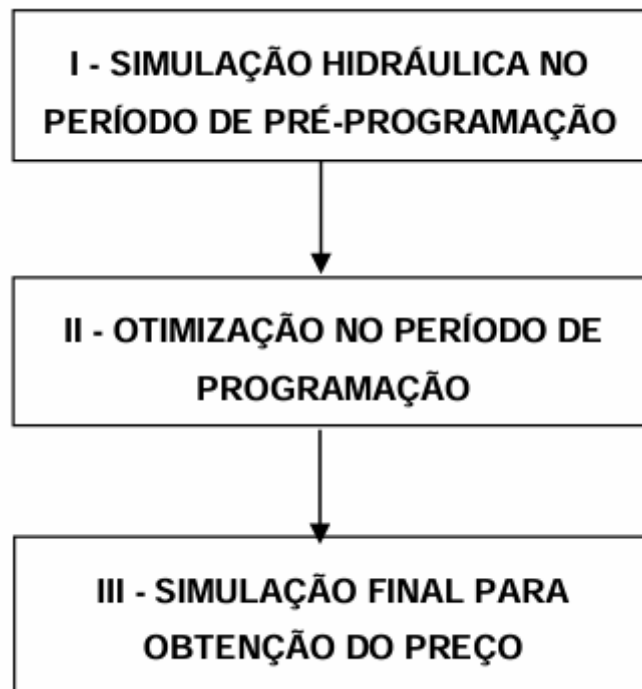 I - SIMULAÇÃO HIDRÁULICA NO
PERÍODO DE PRÉ-PROGRAMAÇÃO
II - OTIMIZAÇÃO NO PERÍODO DE
PROGRAMAÇÃO
III - SIMULAÇÃO FINAL PARA
OBTENÇÃO DO PREÇO